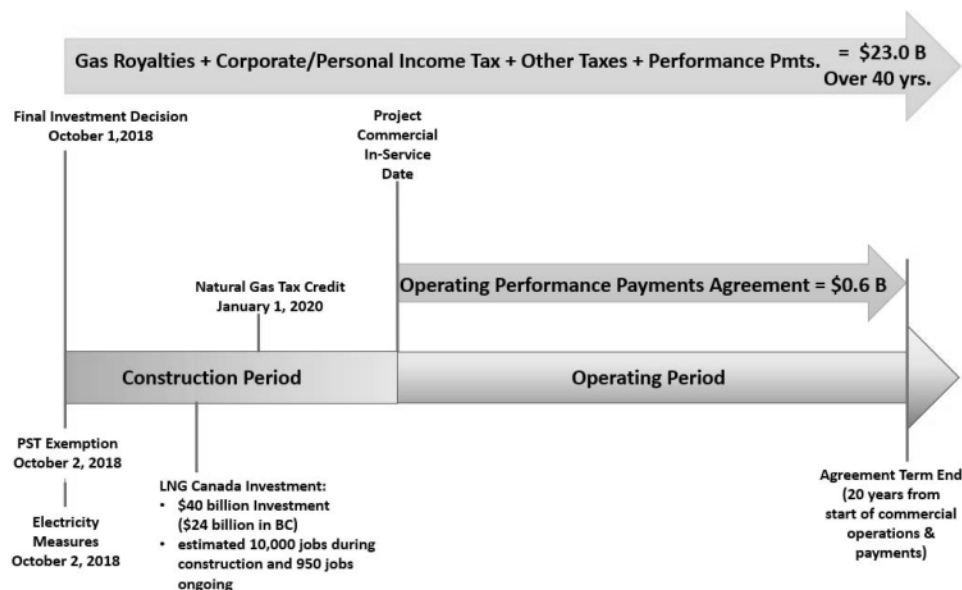 Gas Royalties + Corporate/Personal Income Tax + Other Taxes + Performance Pmts. = $23.0 B
Over 40 yrs.
Final Investment Decision
October 1,2018
Project
Commercial
In-Service
Date
Natural Gas Tax Credit
January 1, 2020
Operating Performance Payments Agreement = $0.6 B
Construction Period
Operating Period
PST Exemption
October 2, 2018
Electricity
Measures
October 2, 2018
LNG Canada Investment:
• $40 billion Investment
($24 billion in BC)
• estimated 10,000 jobs during
construction and 950 jobs
ongoing
Agreement Term End
(20 years from
start of commercial
operations &
payments)